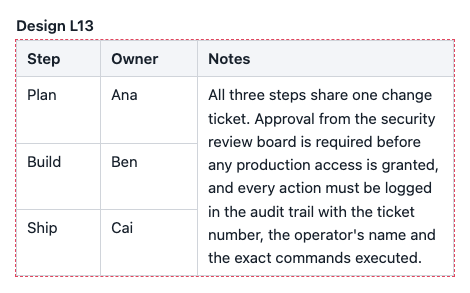 Design L13
Step Owner Notes
Plan Ana
Build Ben
Ship Cai
All three steps share one change
ticket. Approval from the security
review board is required before
any production access is granted,
and every action must be logged
in the audit trail with the ticket
number, the operator's name and
the exact commands executed.